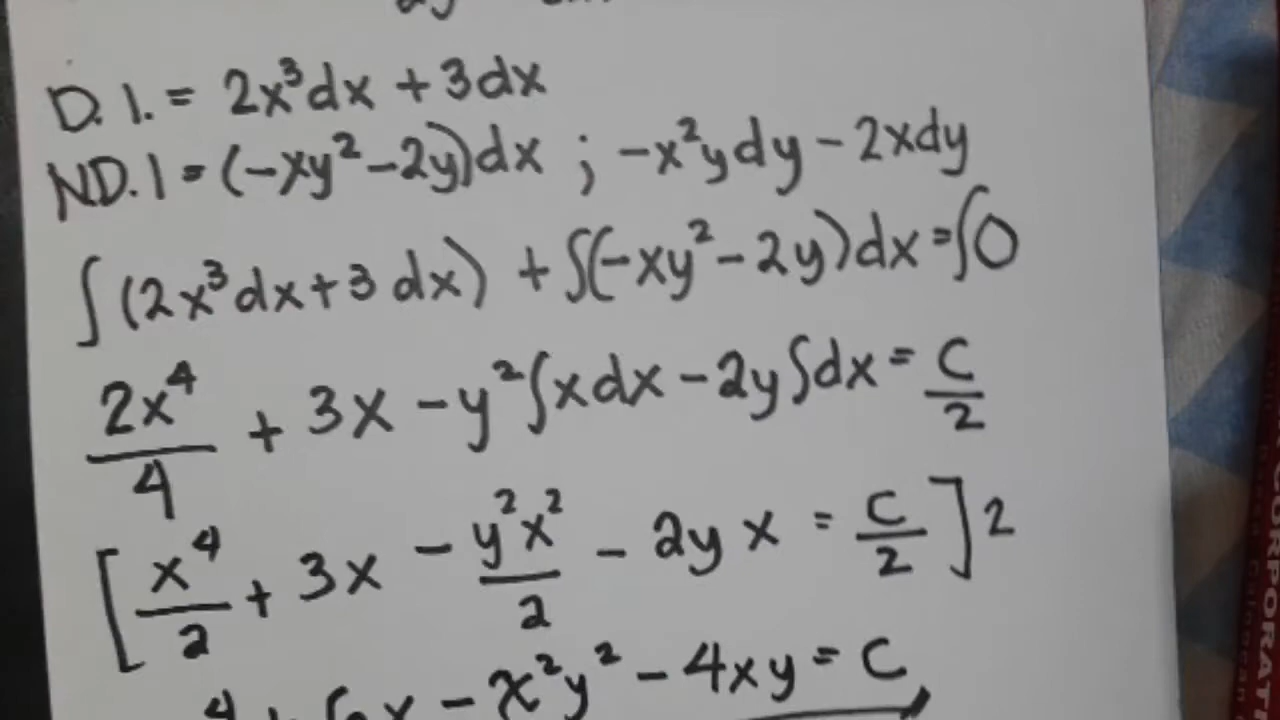 D.I. = 2x³dx + 3dx
ND.I = (-xy² - 2y)dx ; -x²ydy - 2xdy
∫(2x³dx + 3dx) + ∫(-xy² - 2y)dx = ∫0
2x⁴/4 + 3x - y²∫xdx - 2y∫dx = C/2
[x⁴/2 + 3x - y²x²/2 - 2yx = C/2]2
- x²y² - 4xy = C